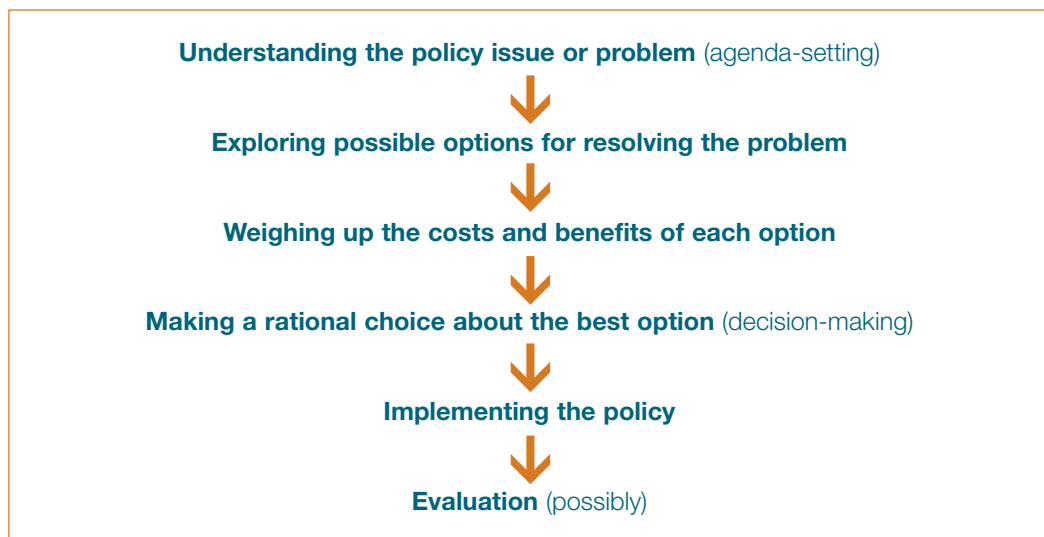 Understanding the policy issue or problem (agenda-setting)
Exploring possible options for resolving the problem
Weighing up the costs and benefits of each option
Making a rational choice about the best option (decision-making)
Implementing the policy
Evaluation (possibly)